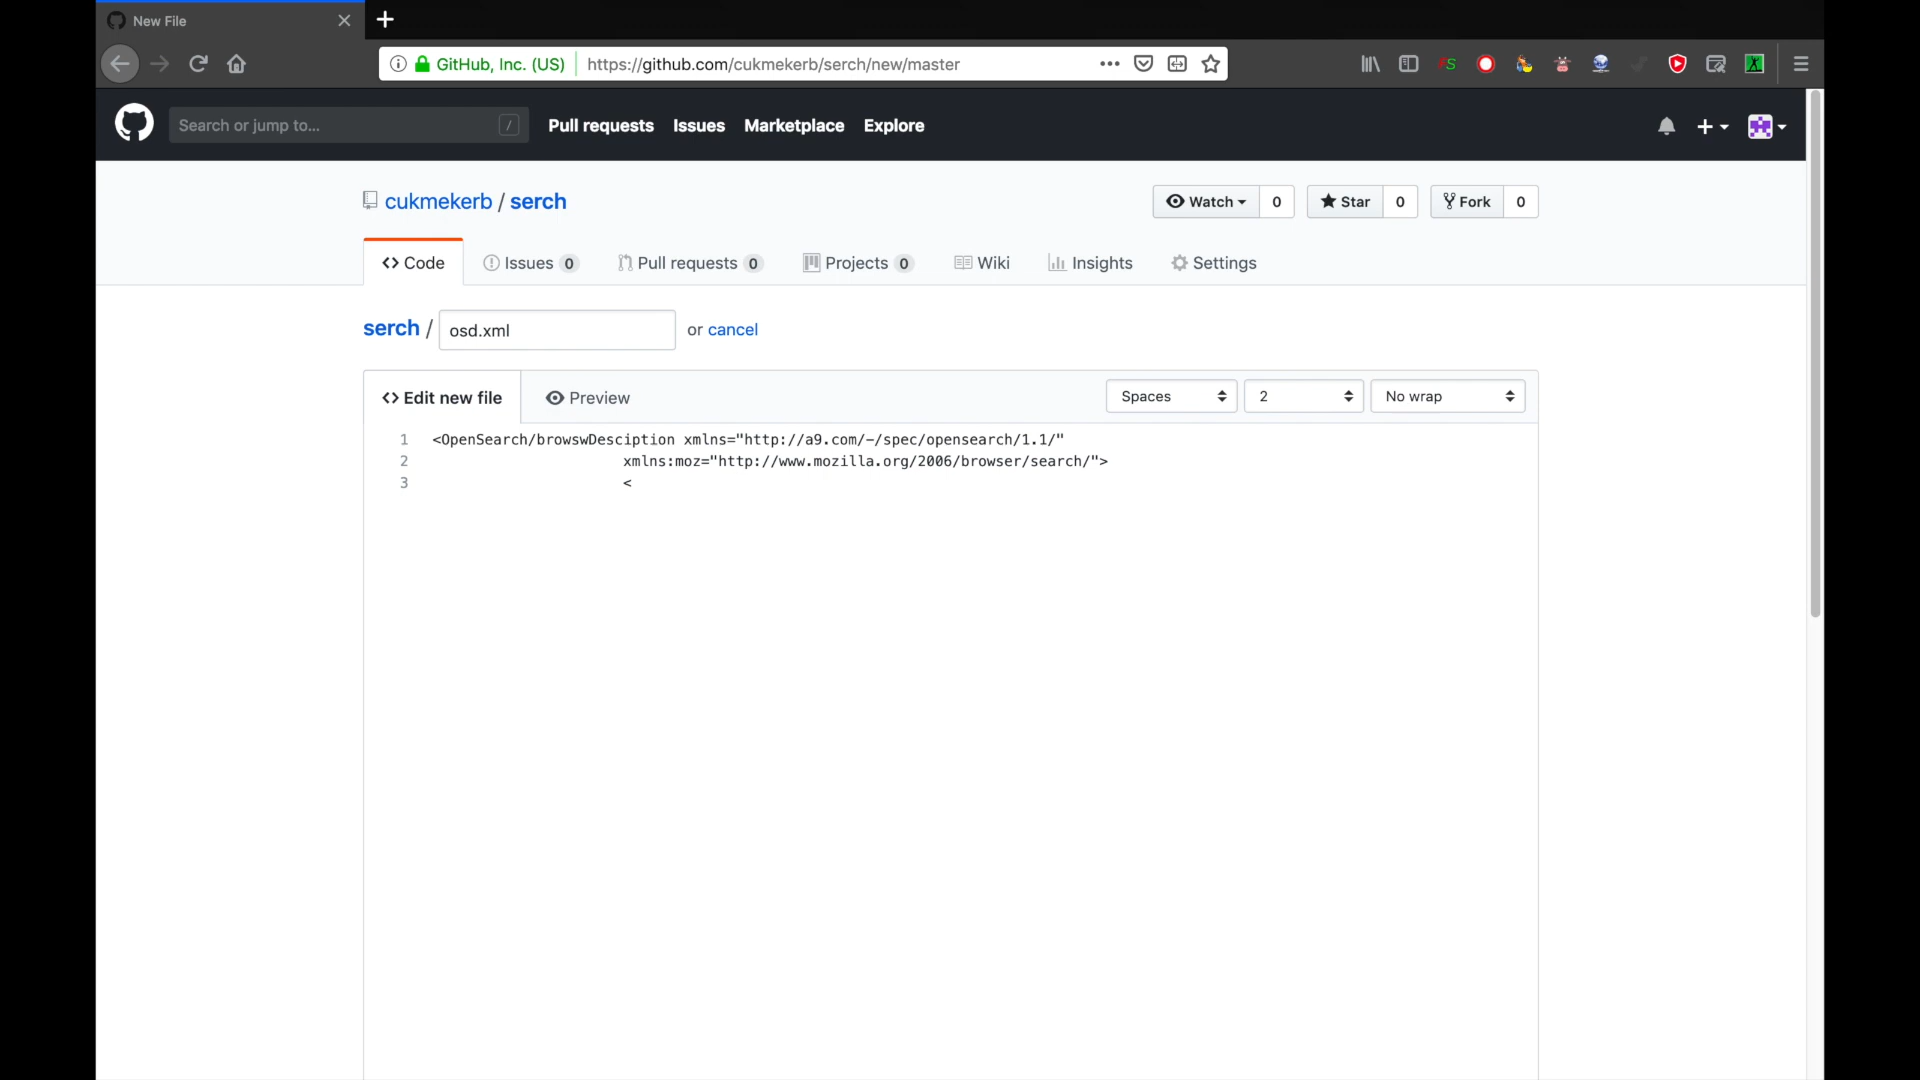 New File
GitHub, Inc. (US) https://github.com/cukmekerb/serch/new/master
Search or jump to... / Pull requests Issues Marketplace Explore
cukmekerb / serch Watch 0 Star 0 Fork 0
Code Issues 0 Pull requests 0 Projects 0 Wiki Insights Settings
serch / osd.xml or cancel
Edit new file Preview Spaces 2 No wrap
1 <OpenSearch/browswDesciption xmlns="http://a9.com/-/spec/opensearch/1.1/"
2 xmlns:moz="http://www.mozilla.org/2006/browser/search/">
3 <